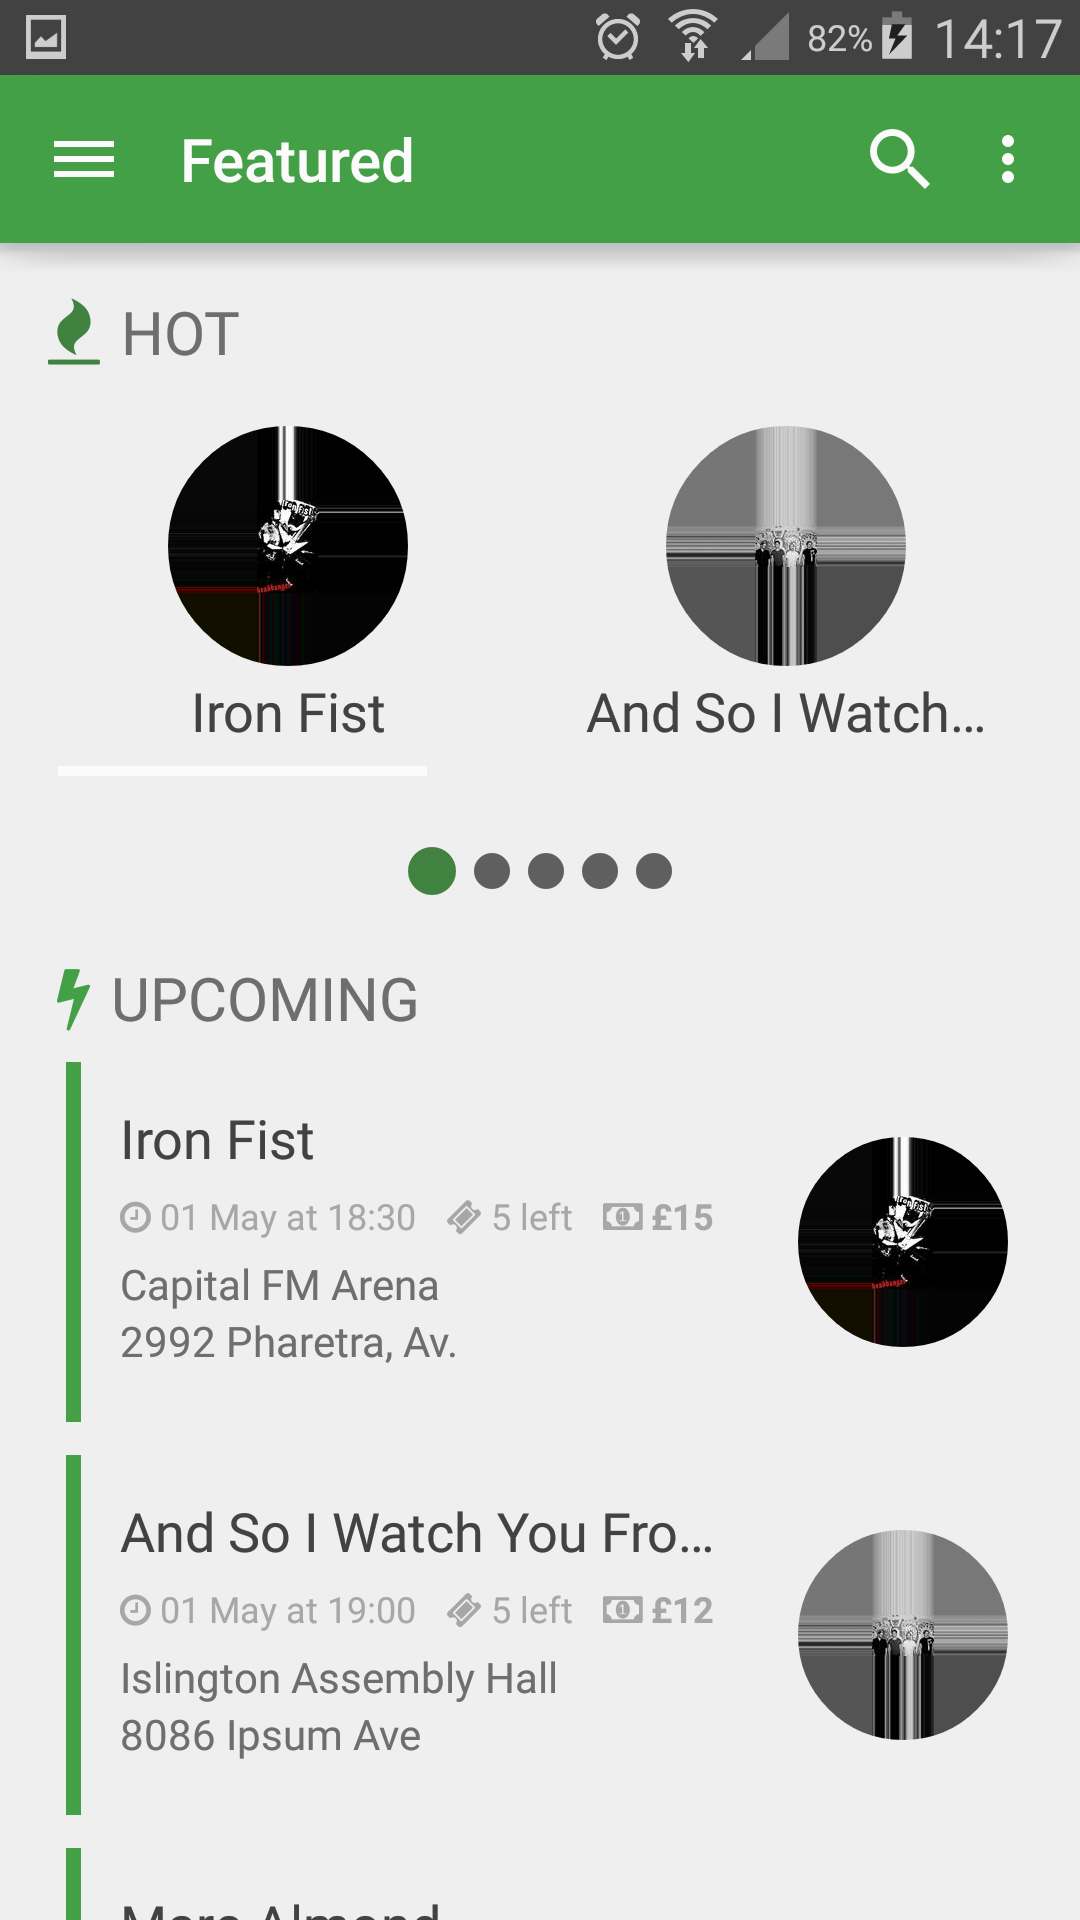 82% 14:17
Featured
HOT
Iron Fist
And So I Watch...
UPCOMING
Iron Fist
01 May at 18:30 5 left £15
Capital FM Arena
2992 Pharetra, Av.
And So I Watch You Fro...
01 May at 19:00 5 left £12
Islington Assembly Hall
8086 Ipsum Ave
Marc Almond